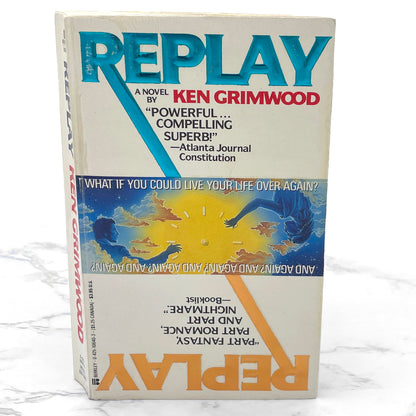 REPLAY
A NOVEL
BY KEN GRIMWOOD
"POWERFUL...
COMPELLING
SUPERB!"
—Atlanta Journal
Constitution
WHAT IF YOU COULD LIVE YOUR LIFE OVER AGAIN?
AND AGAIN? AND AGAIN? AND AGAIN? AND AGAIN?
"PART FANTASY,
PART ROMANCE,
AND PART
NIGHTMARE."
—Booklist
REPLAY
REPLAY KEN GRIMWOOD
BERKLEY